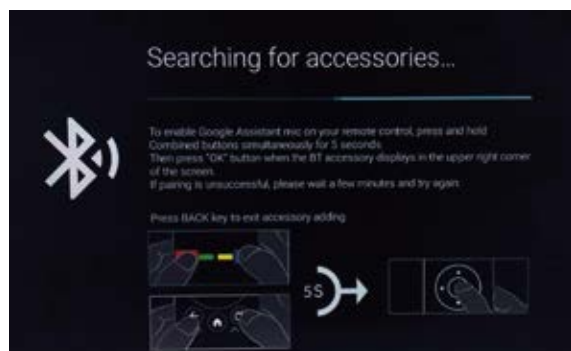 Searching for accessories...
To enable Google Assistant mic on your remote control, press and hold
Combined buttons simultaneously for 5 seconds
Then press "OK" button when the BT accessory displays in the upper right corner
of the screen.
If pairing is unsuccessful, please wait a few minutes and try again
Press BACK key to exit accessory adding
5S